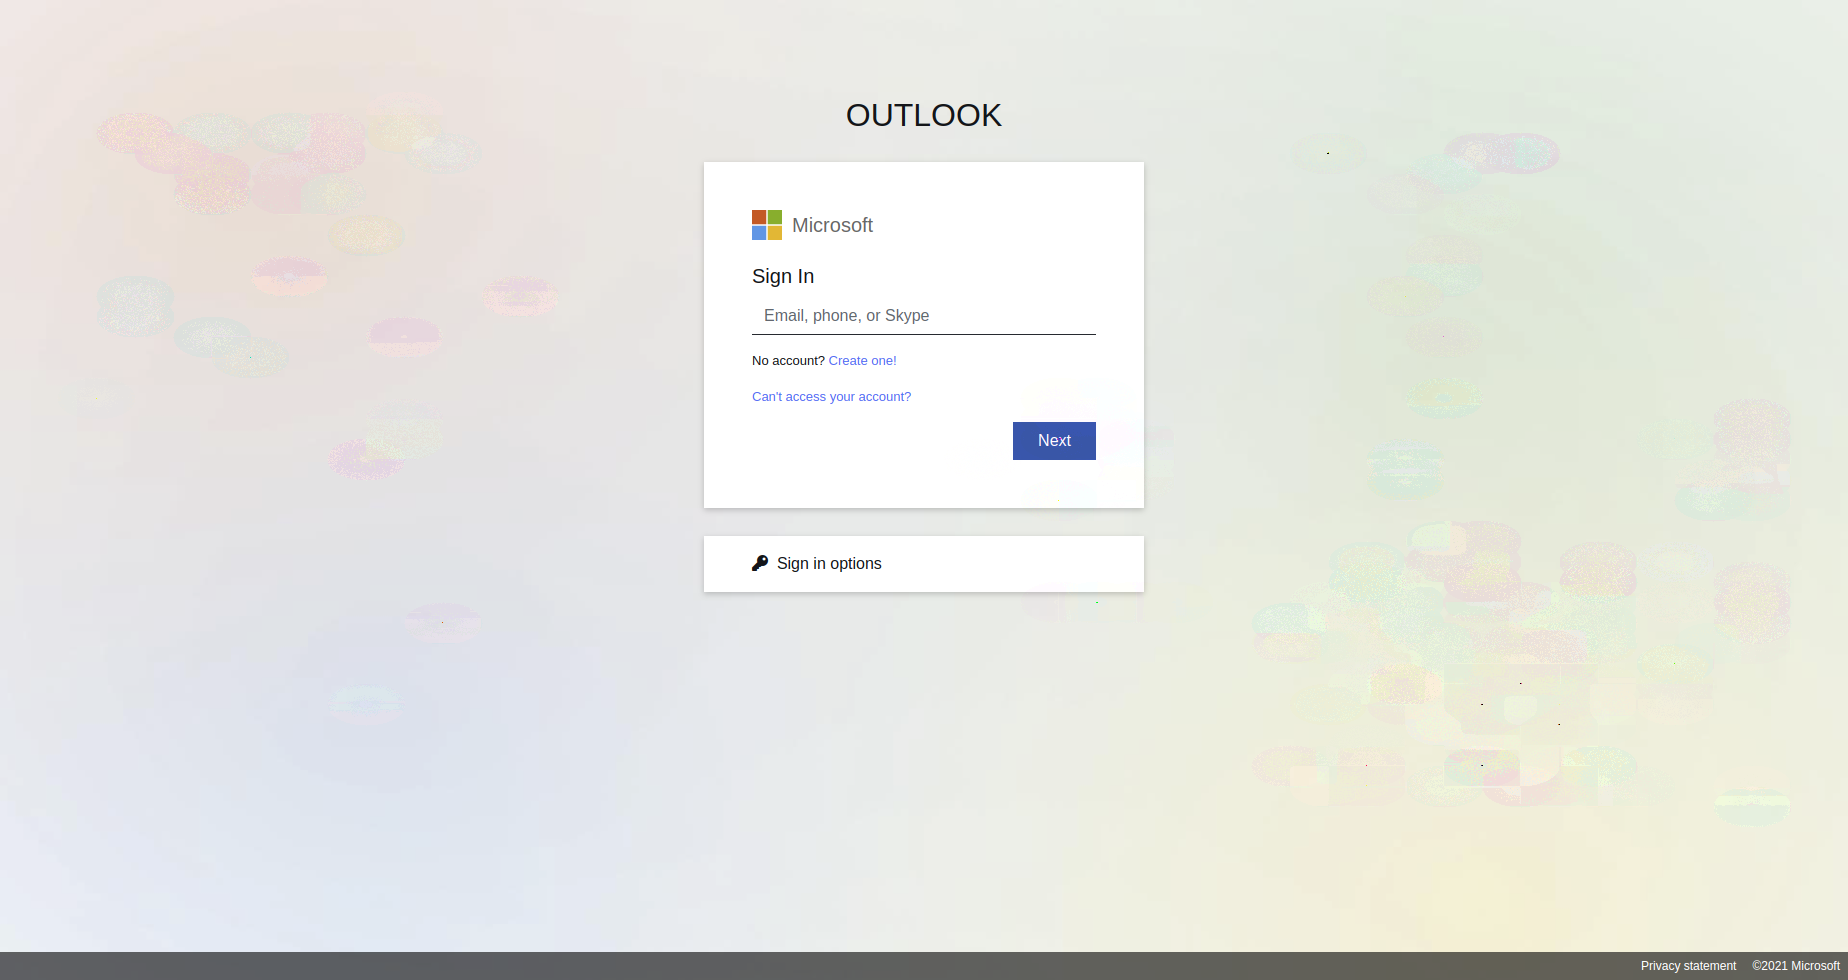 OUTLOOK
Microsoft
Sign In
Email, phone, or Skype
No account? Create one!
Can't access your account?
Next
Sign in options
Privacy statement ©2021 Microsoft